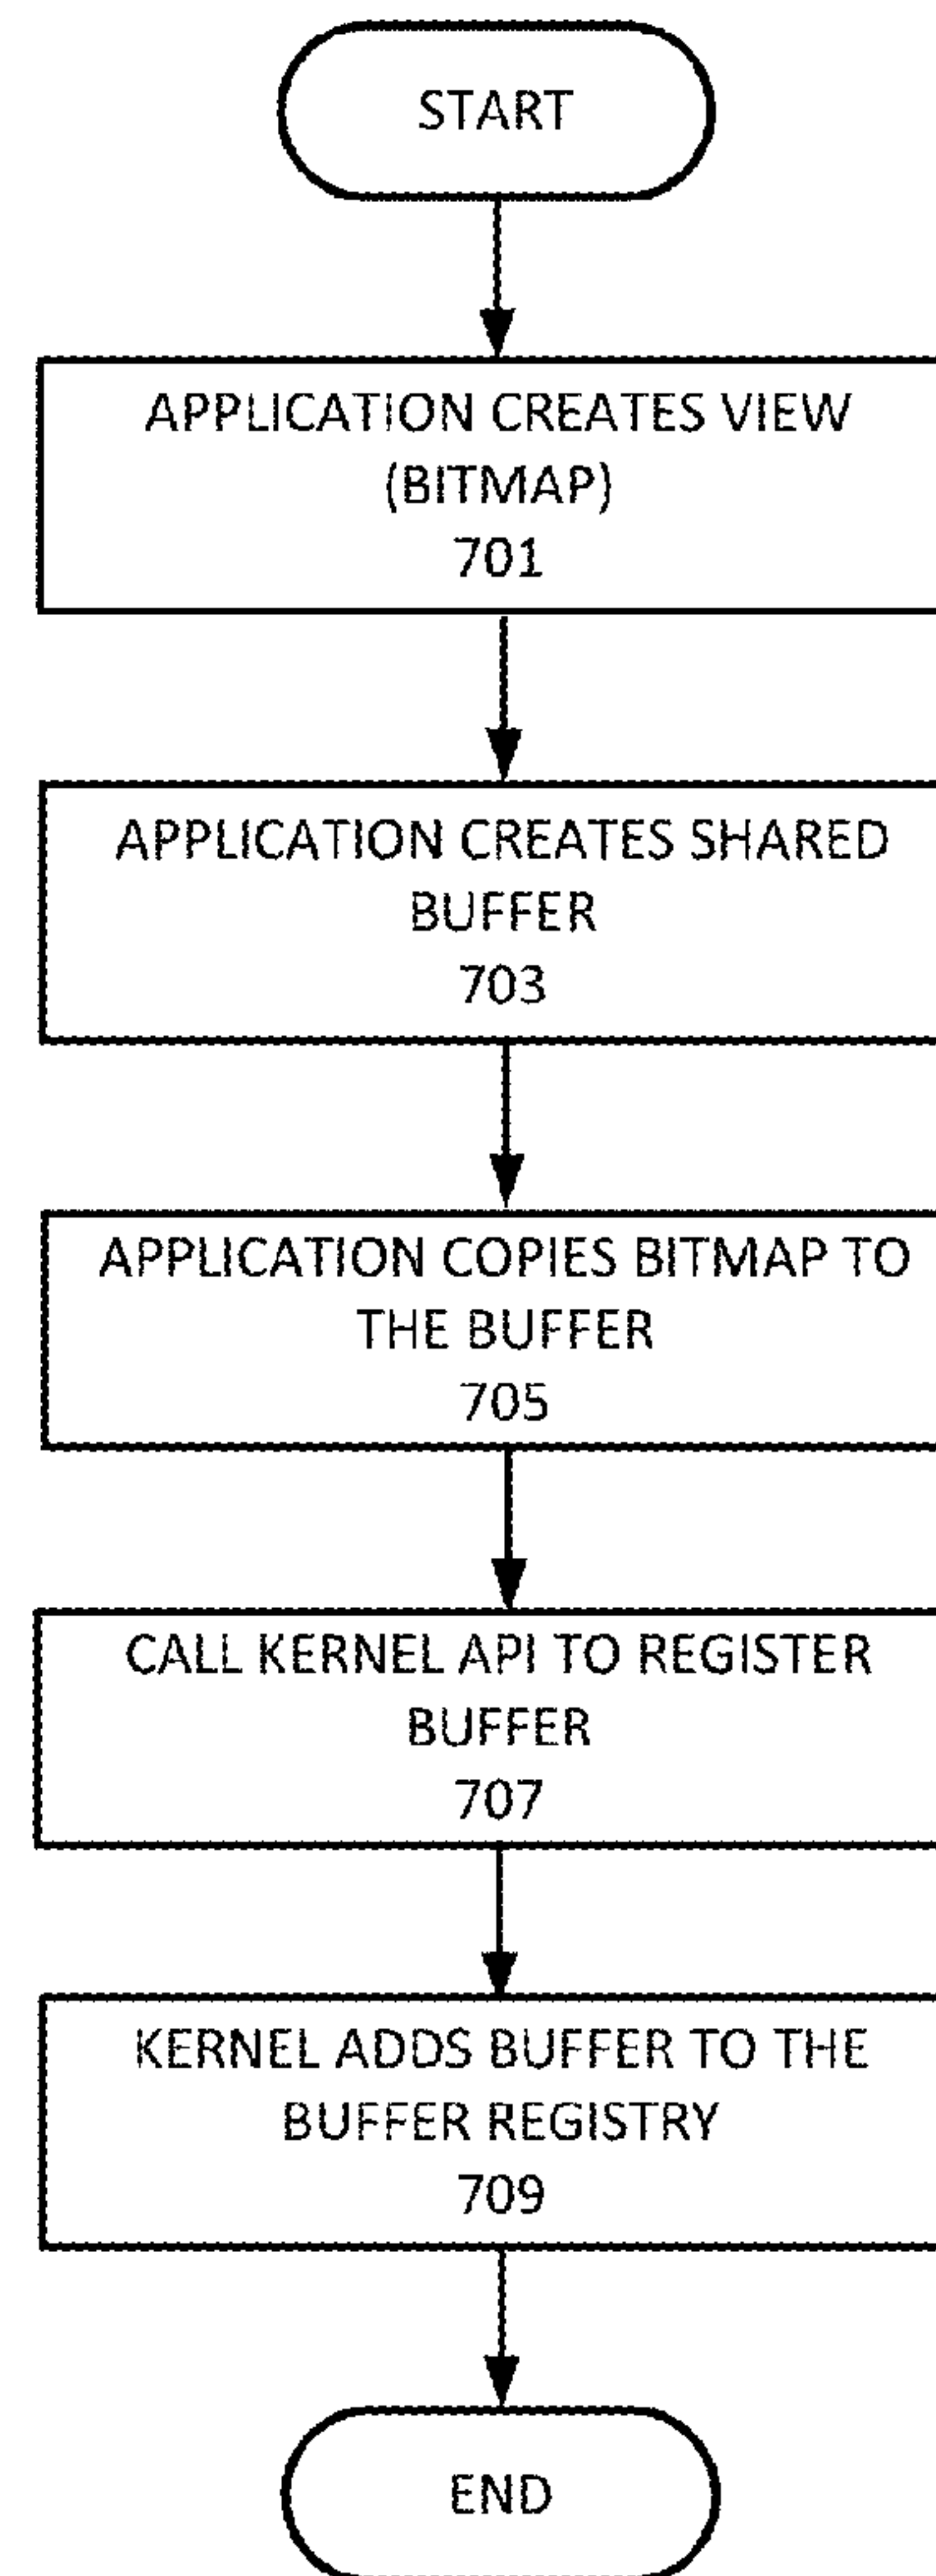 START
APPLICATION CREATES VIEW
(BITMAP)
701
APPLICATION CREATES SHARED
BUFFER
703
APPLICATION COPIES BITMAP TO
THE BUFFER
705
CALL KERNEL API TO REGISTER
BUFFER
707
KERNEL ADDS BUFFER TO THE
BUFFER REGISTRY
709
END